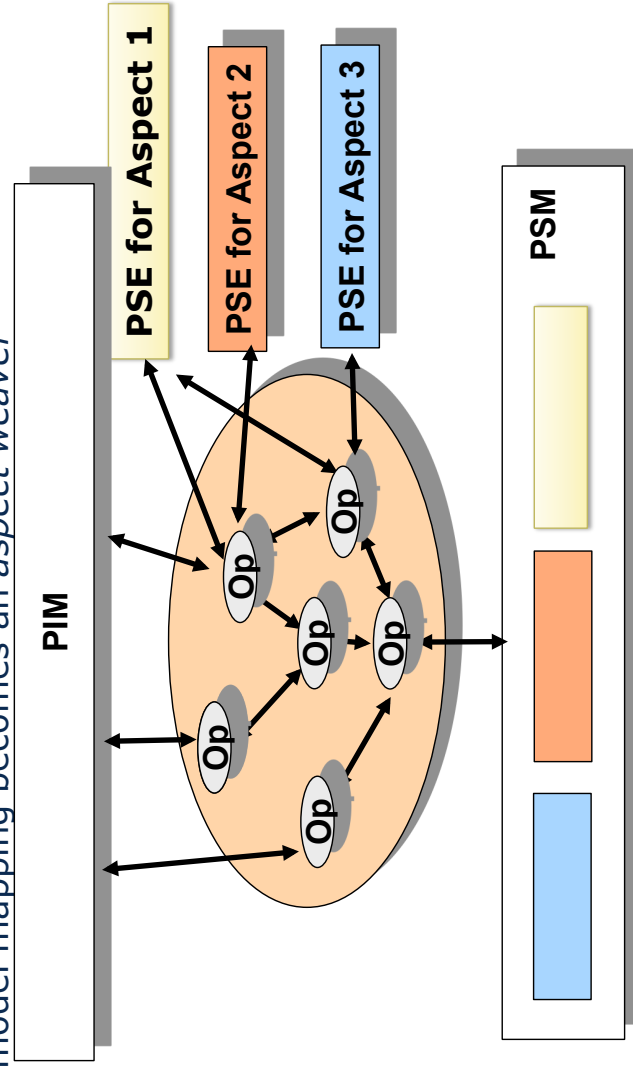 model mapping becomes an aspect weaver
PIM
PSE for Aspect 1
PSE for Aspect 2
PSE for Aspect 3
Op
Op
Op
Op
Op
Op
PSM